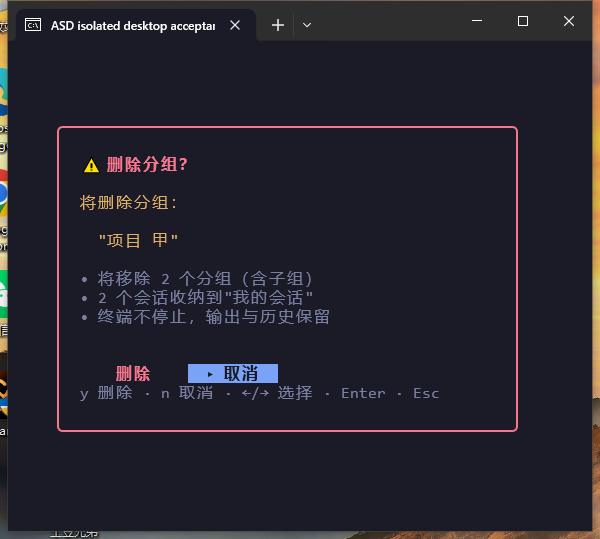 ASD isolated desktop acceptar
⚠ 删除分组?
将删除分组:
"项目 甲"
• 将移除 2 个分组 (含子组)
• 2 个会话收纳到"我的会话"
• 终端不停止, 输出与历史保留
删除 ▸ 取消
y 删除 · n 取消 · ←/→ 选择 · Enter · Esc